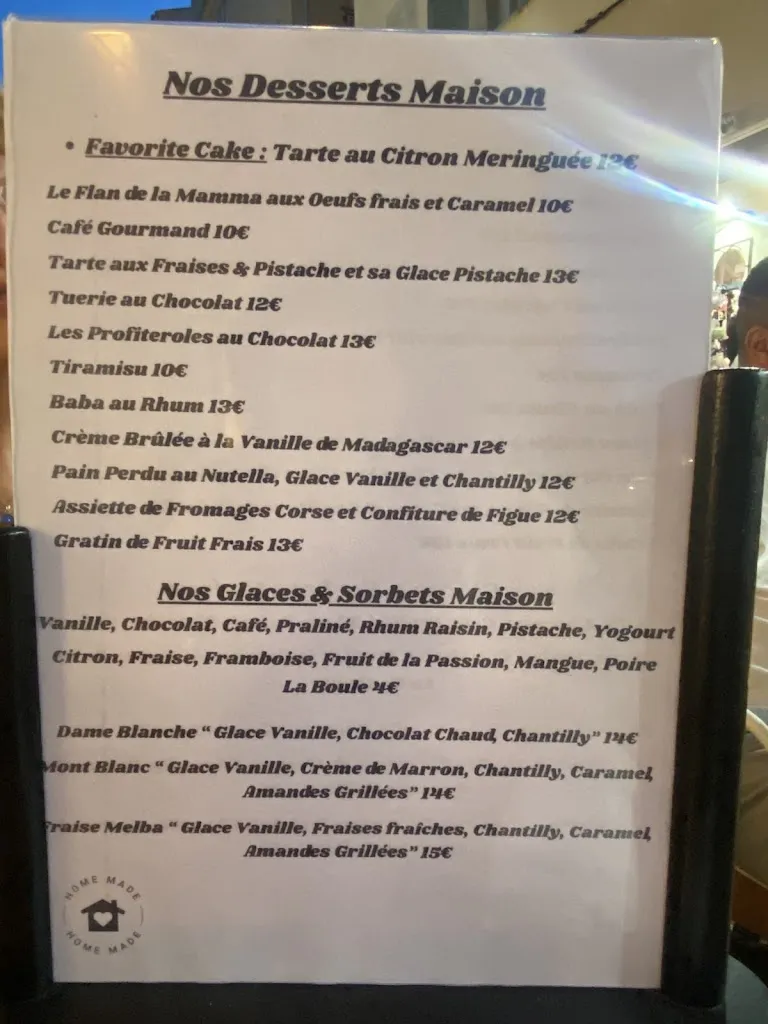 Nos Desserts Maison
• Favorite Cake : Tarte au Citron Meringuée 12€
Le Flan de la Mamma aux Oeufs frais et Caramel 10€
Café Gourmand 10€
Tarte aux Fraises & Pistache et sa Glace Pistache 13€
Tuerie au Chocolat 12€
Les Profiteroles au Chocolat 13€
Tiramisu 10€
Baba au Rhum 13€
Crème Brûlée à la Vanille de Madagascar 12€
Pain Perdu au Nutella, Glace Vanille et Chantilly 12€
Assiette de Fromages Corse et Confiture de Figue 12€
Gratin de Fruit Frais 13€
Nos Glaces & Sorbets Maison
Vanille, Chocolat, Café, Praliné, Rhum Raisin, Pistache, Yogourt
Citron, Fraise, Framboise, Fruit de la Passion, Mangue, Poire
La Boule 4€
Dame Blanche “ Glace Vanille, Chocolat Chaud, Chantilly” 14€
Mont Blanc “ Glace Vanille, Crème de Marron, Chantilly, Caramel,
Amandes Grillées” 14€
Fraise Melba “ Glace Vanille, Fraises fraîches, Chantilly, Caramel,
Amandes Grillées” 15€
HOME MADE
HOME MADE